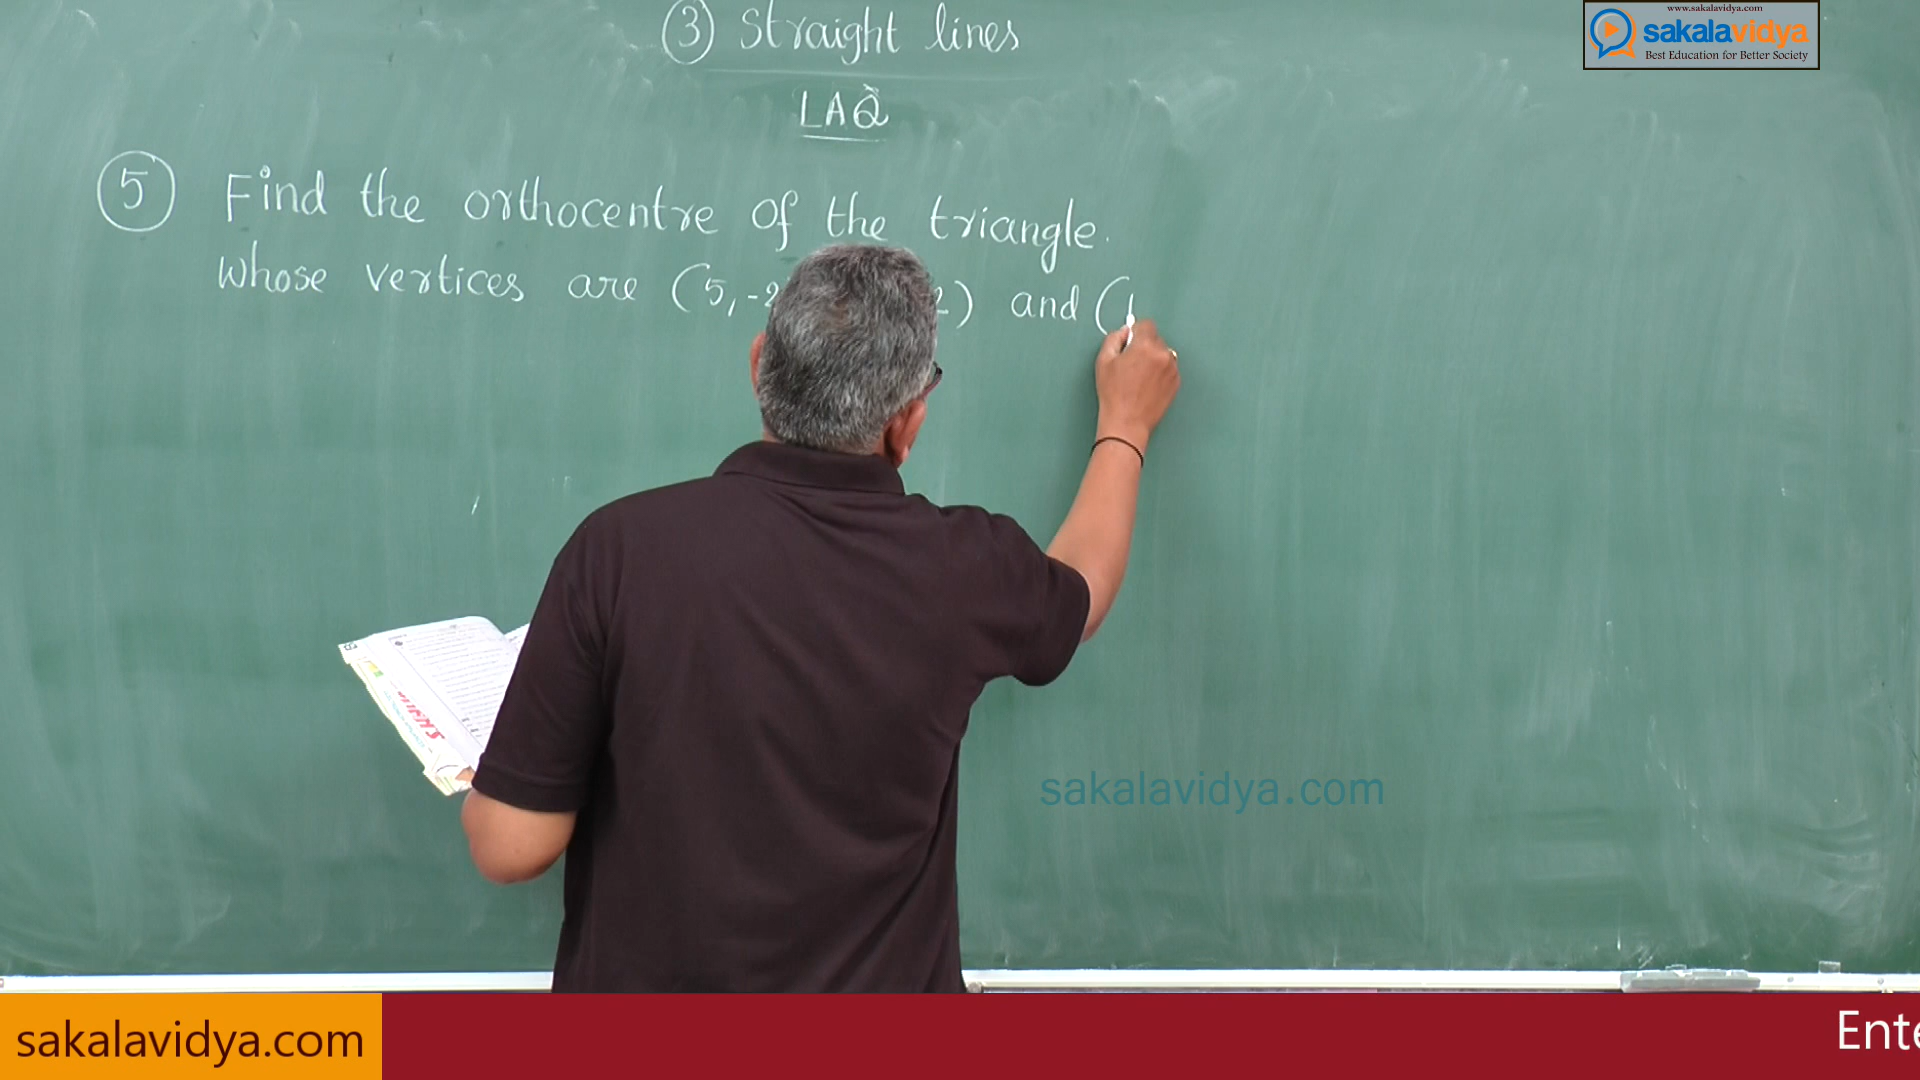 ③ Straight lines
LAQ
www.sakalavidya.com
sakalavidya
Best Education for Better Society
⑤ Find the orthocentre of the triangle.
whose vertices are (5,-2 2) and (1
sakalavidya.com
sakalavidya.com
Ente